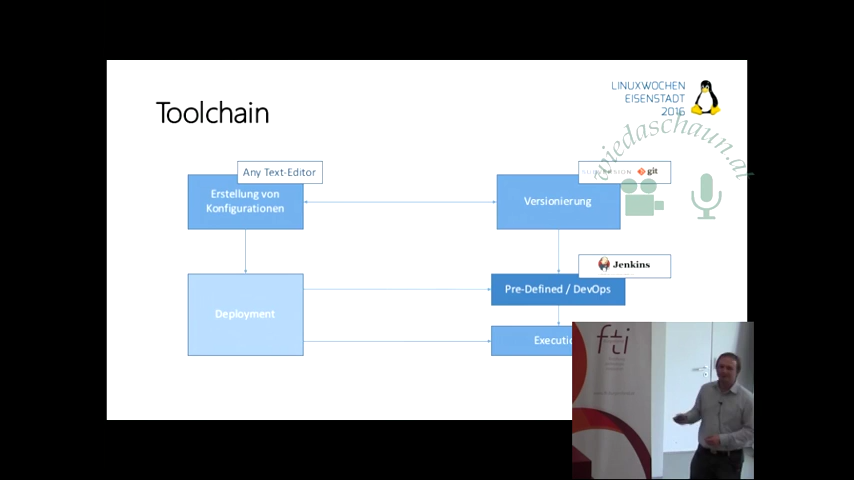 Toolchain
LINUXWOCHEN
EISENSTADT
2016
wiedaschaun.at
Any Text-Editor
Erstellung von
Konfigurationen
SUBVERSION git
Versionierung
Jenkins
Pre-Defined / DevOps
Deployment
Executio
fti